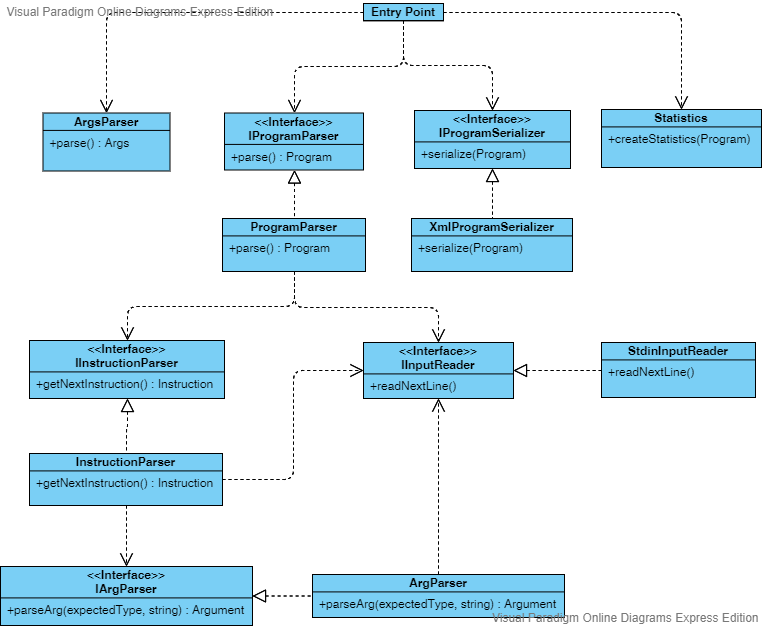 Visual Paradigm Online Diagrams Express Edition
Entry Point
ArgsParser
+parse() : Args
<<Interface>>
IProgramParser
+parse() : Program
<<Interface>>
IProgramSerializer
+serialize(Program)
Statistics
+createStatistics(Program)
ProgramParser
+parse() : Program
XmlProgramSerializer
+serialize(Program)
<<Interface>>
IInstructionParser
+getNextInstruction() : Instruction
<<Interface>>
IInputReader
+readNextLine()
StdinInputReader
+readNextLine()
InstructionParser
+getNextInstruction() : Instruction
<<Interface>>
IArgParser
+parseArg(expectedType, string) : Argument
ArgParser
+parseArg(expectedType, string) : Argument
Visual Paradigm Online Diagrams Express Edition